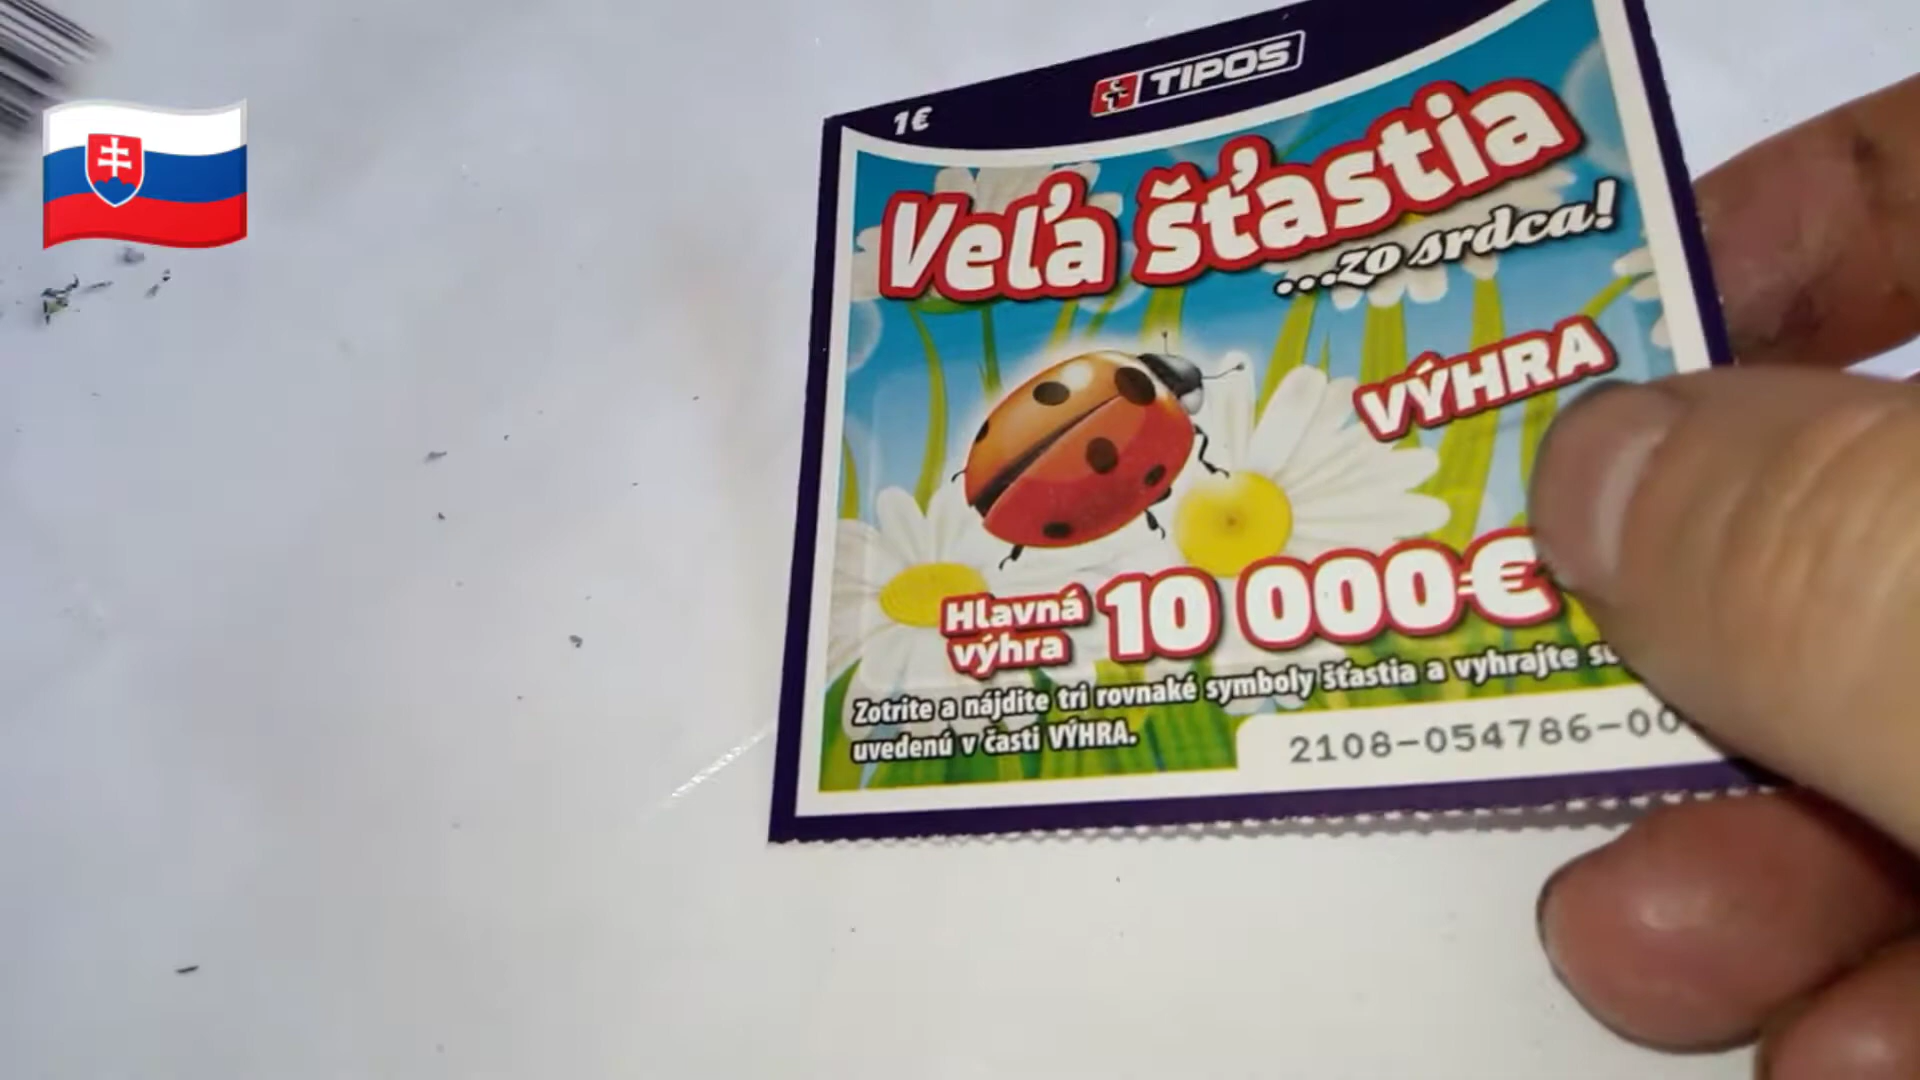 1€
TIPOS
Veľa šťastia
...zo srdca!
VÝHRA
Hlavná výhra 10 000 €
Zotrite a nájdite tri rovnaké symboly šťastia a vyhrajte
uvedenú v časti VÝHRA.
2108-054786-00